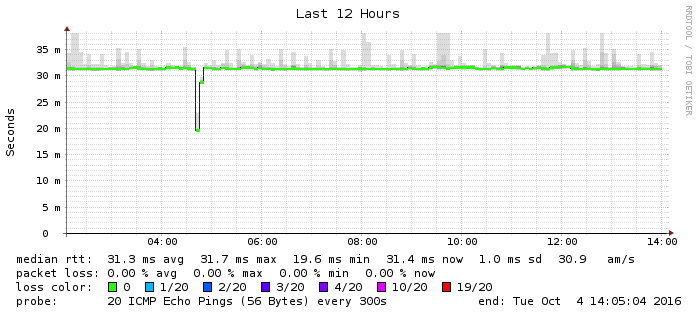 Last 12 Hours
RRDTOOL / TOBI OETIKER
Seconds
35 m
30 m
25 m
20 m
15 m
10 m
5 m
0
04:00 06:00 08:00 10:00 12:00 14:00
median rtt: 31.3 ms avg 31.7 ms max 19.6 ms min 31.4 ms now 1.0 ms sd 30.9 am/s
packet loss: 0.00 % avg 0.00 % max 0.00 % min 0.00 % now
loss color: 0 1/20 2/20 3/20 4/20 10/20 19/20
probe: 20 ICMP Echo Pings (56 Bytes) every 300s end: Tue Oct 4 14:05:04 2016